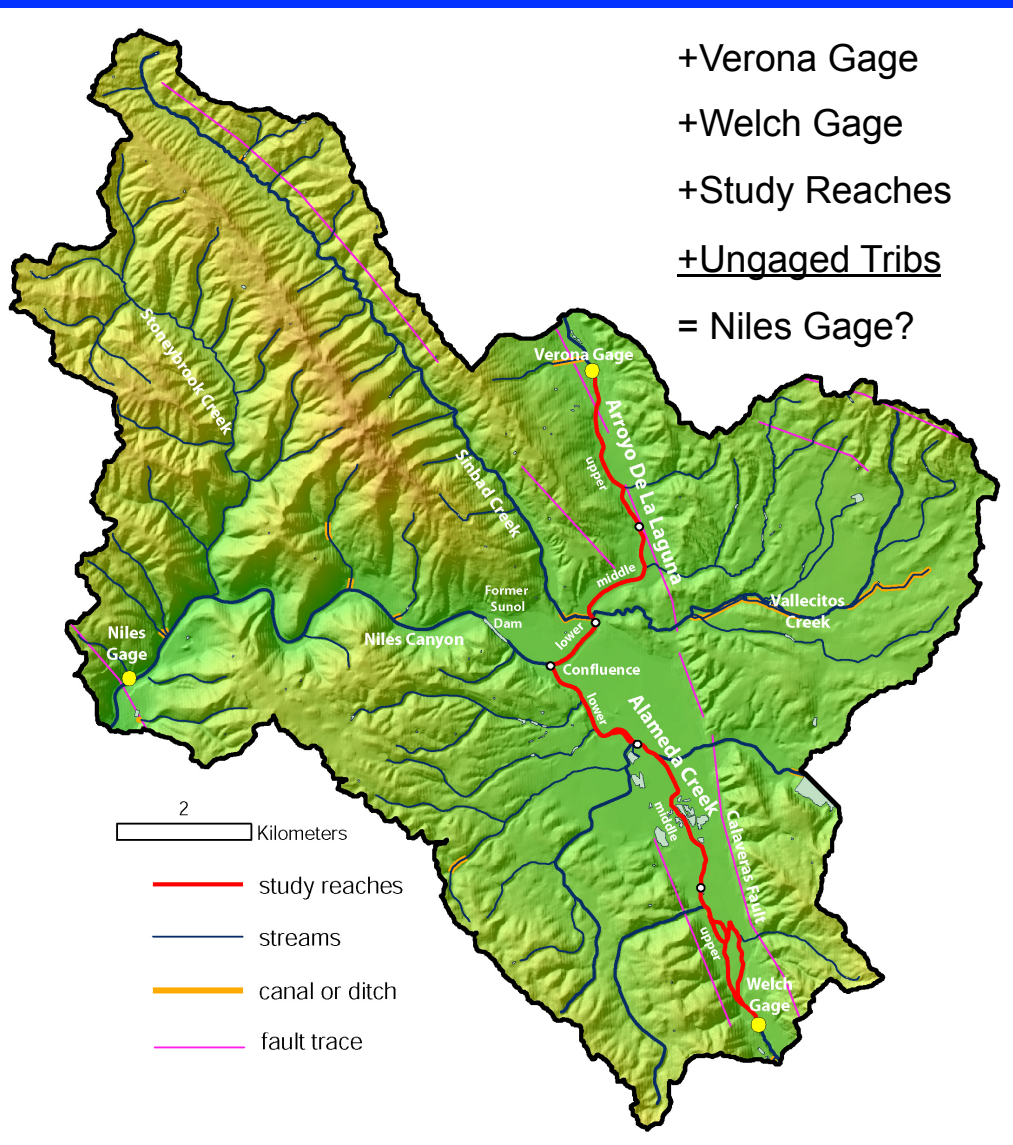 +Verona Gage
+Welch Gage
+Study Reaches
+Ungaged Tribs
= Niles Gage?
Verona Gage
Arroyo De La Laguna
upper
middle
lower
Stoneybrook Creek
Sinbad Creek
Vallecitos
Creek
Former
Sunol
Dam
Niles Canyon
Niles
Gage
Confluence
lower
Alameda Creek
middle
Calaveras Fault
upper
Welch
Gage
2
Kilometers
study reaches
streams
canal or ditch
fault trace